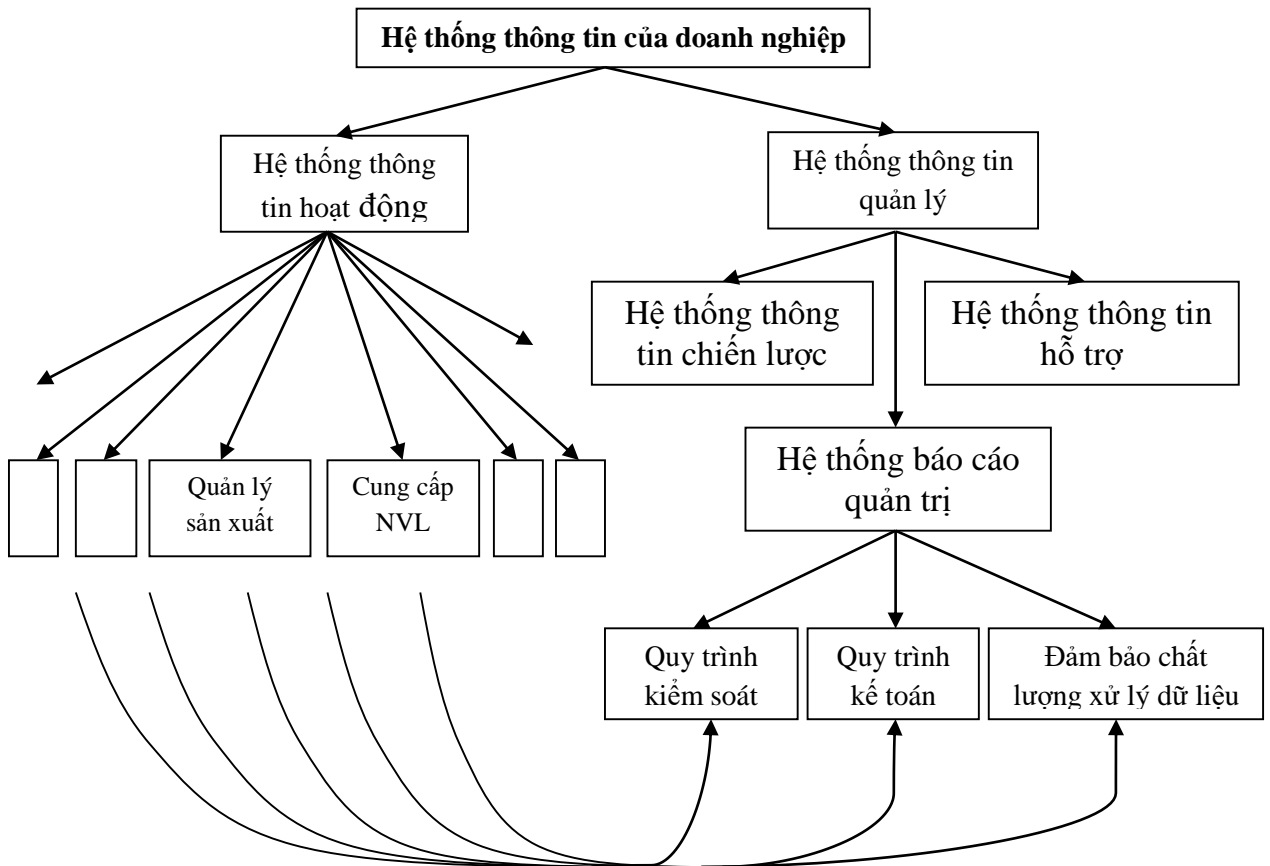 Hệ thống thông tin của doanh nghiệp
Hệ thống thông
tin hoạt động
Hệ thống thông tin
quản lý
Hệ thống thông
tin chiến lược
Hệ thống thông tin
hỗ trợ
Quản lý
sản xuất
Cung cấp
NVL
Hệ thống báo cáo
quản trị
Quy trình
kiểm soát
Quy trình
kế toán
Đảm bảo chất
lượng xử lý dữ liệu